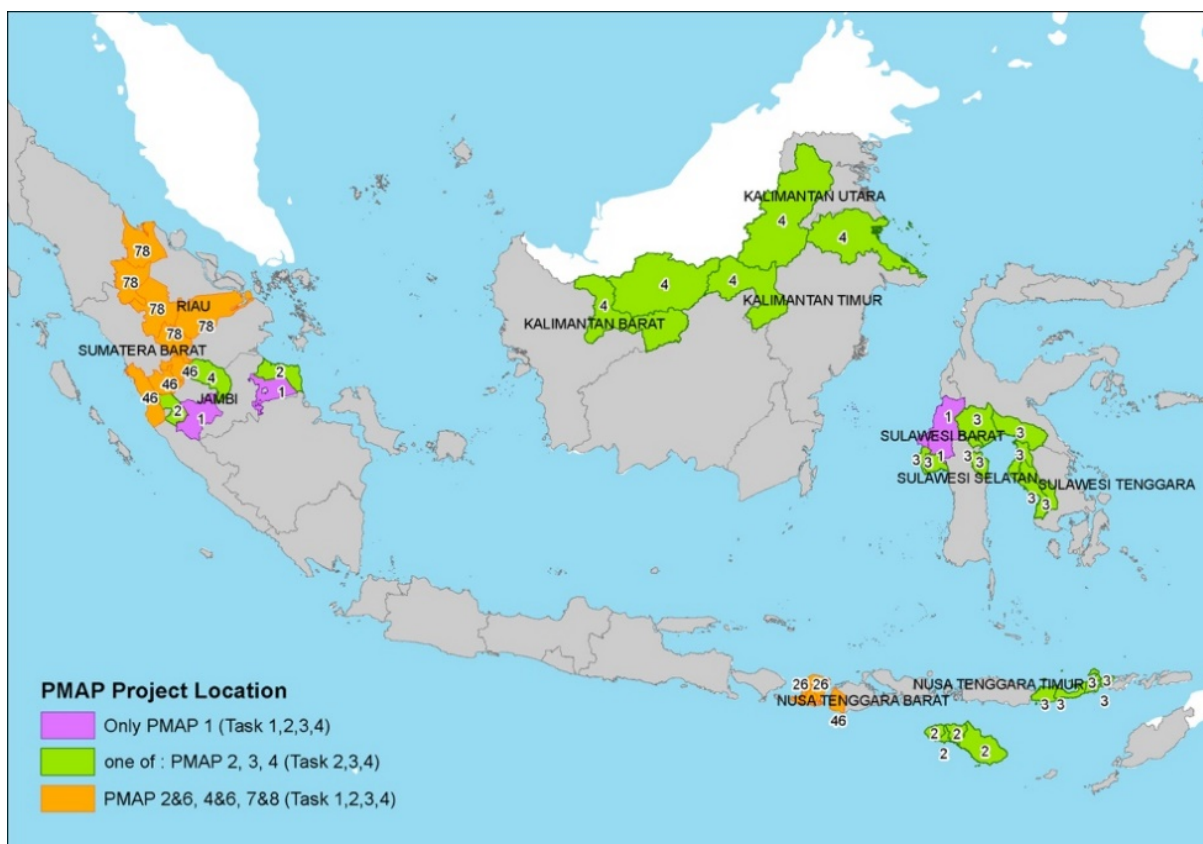 KALIMANTAN UTARA
4
4
78
4
4
78
4
KALIMANTAN TIMUR
78
RIAU
78
78
KALIMANTAN BARAT
SUMATERA BARAT
46
4
2
46
46
JAMBI
1
2
1
1
3
3
SULAWESI BARAT
1
3
3
3
3
3
SULAWESI SELATAN
SULAWESI TENGGARA
3
3
26
26
NUSA TENGGARA TIMUR
3
3
NUSA TENGGARA BARAT
46
3
3
3
2
2
2
2
PMAP Project Location
Only PMAP 1 (Task 1,2,3,4)
one of : PMAP 2, 3, 4 (Task 2,3,4)
PMAP 2&6, 4&6, 7&8 (Task 1,2,3,4)